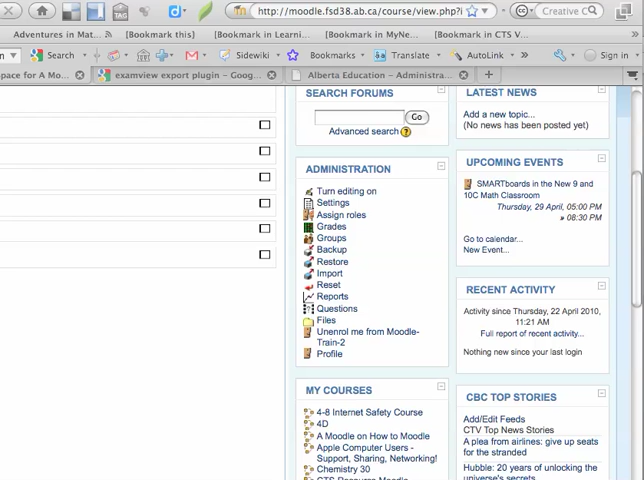 http://moodle.fsd38.ab.ca/course/view.php?i
Creative C
Adventures in Mat...
[Bookmark this]
[Bookmark in Learni...
[Bookmark in MyNe...
[Bookmark in CTS V...
Search
Sidewiki
Bookmarks
Translate
AutoLink
Sign in
pace for A Mo...
examview export plugin – Goog...
Alberta Education – Administra...
SEARCH FORUMS
Go
Advanced search
ADMINISTRATION
Turn editing on
Settings
Assign roles
Grades
Groups
Backup
Restore
Import
Reset
Reports
Questions
Files
Unenrol me from Moodle-
Train-2
Profile
MY COURSES
4-8 Internet Safety Course
4D
A Moodle on How to Moodle
Apple Computer Users -
Support, Sharing, Networking!
Chemistry 30
CTS Resource Moodle
LATEST NEWS
Add a new topic...
(No news has been posted yet)
UPCOMING EVENTS
SMARTboards in the New 9 and
10C Math Classroom
Thursday, 29 April, 05:00 PM
» 08:30 PM
Go to calendar...
New Event...
RECENT ACTIVITY
Activity since Thursday, 22 April 2010,
11:21 AM
Full report of recent activity...
Nothing new since your last login
CBC TOP STORIES
Add/Edit Feeds
CTV Top News Stories
A plea from airlines: give up seats
for the stranded
Hubble: 20 years of unlocking the
universe's secrets